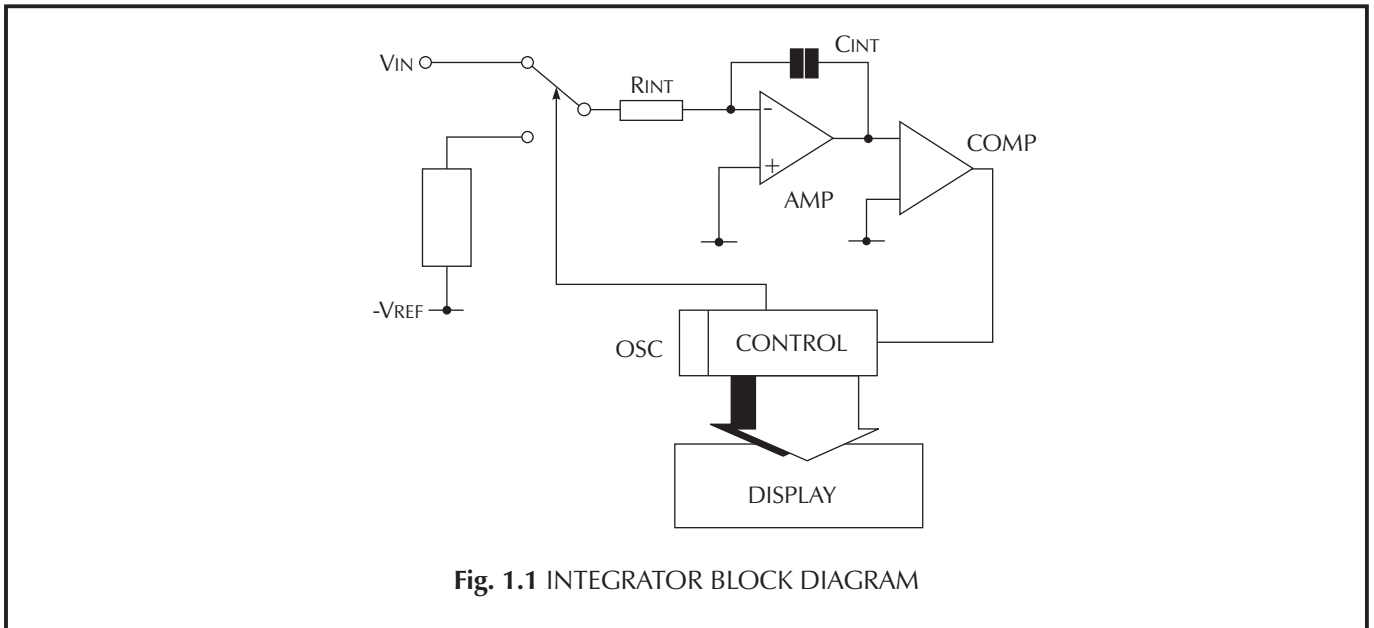 CINT
VIN
RINT
-
COMP
+
AMP
-VREF
OSC
CONTROL
DISPLAY
Fig. 1.1 INTEGRATOR BLOCK DIAGRAM